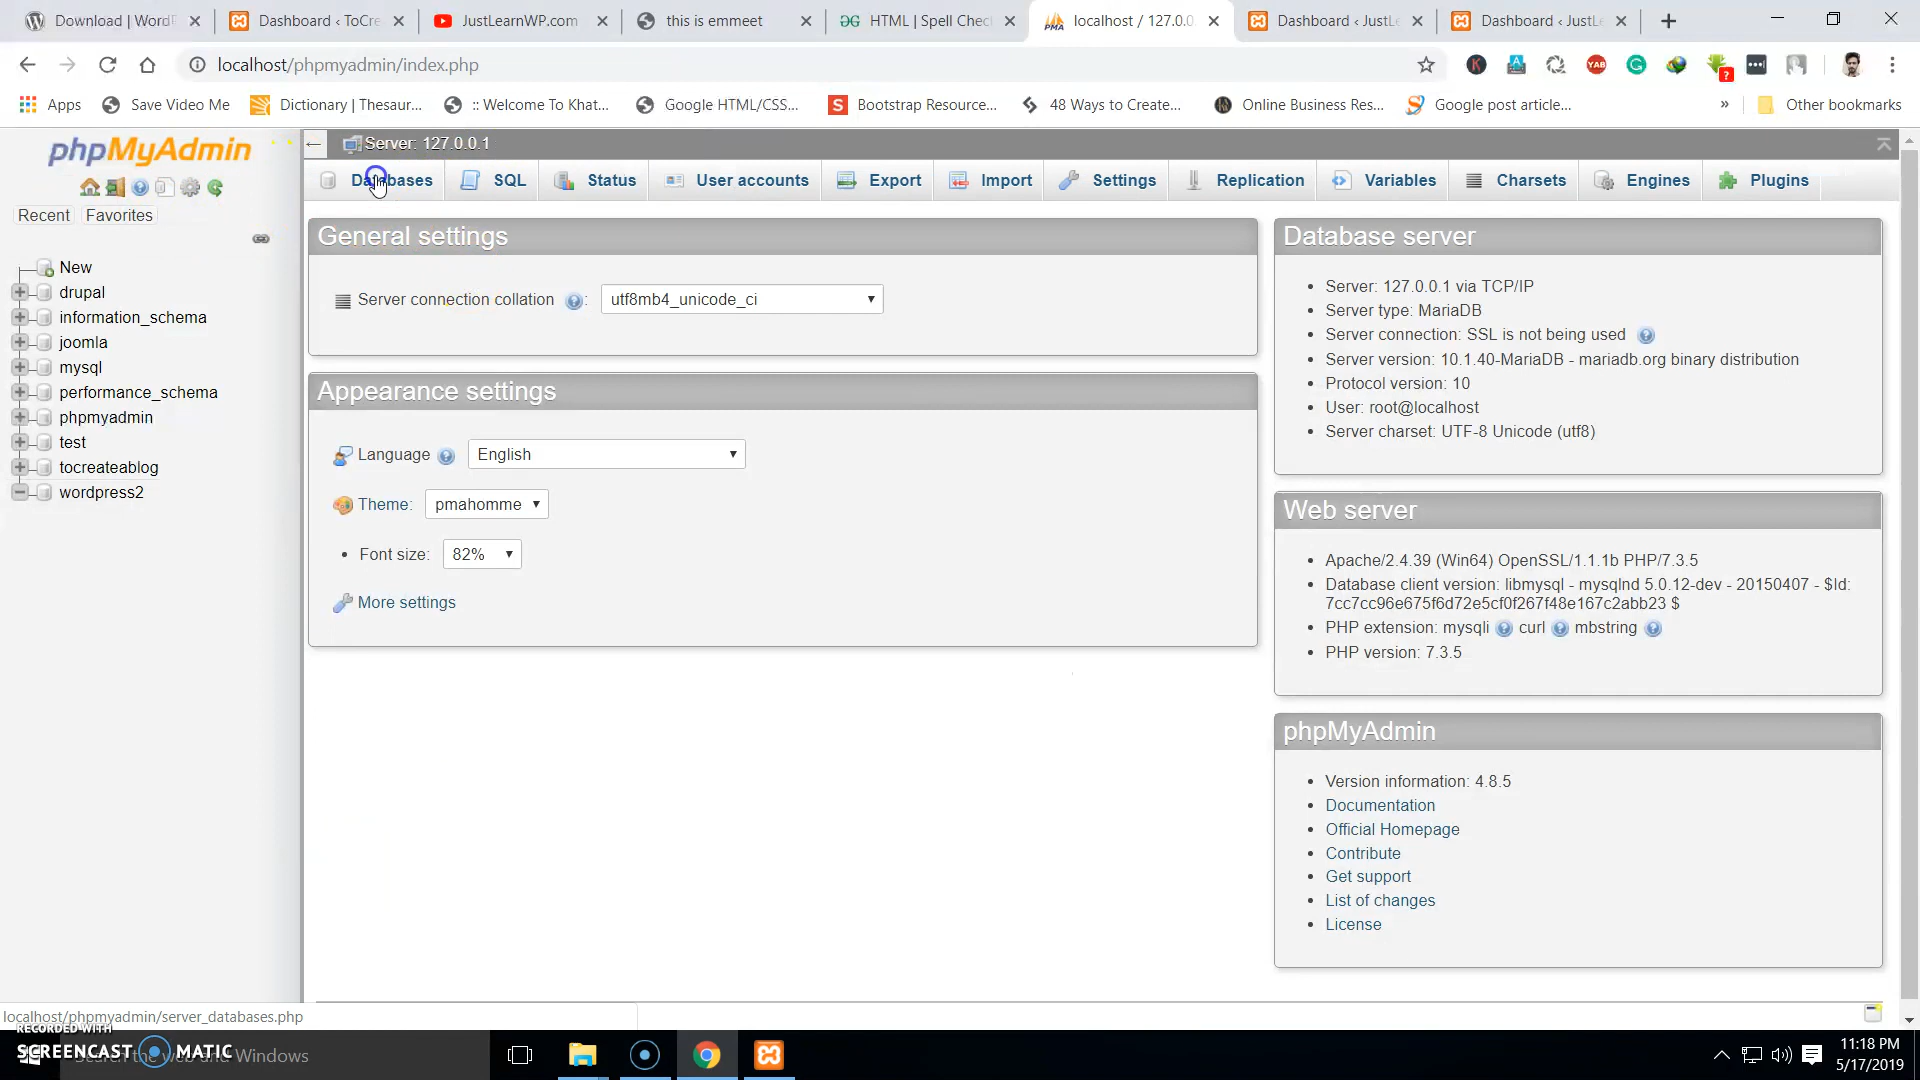 Download | WordP
Dashboard ‹ ToCre
JustLearnWP.com
this is emmeet
HTML | Spell Chec
localhost / 127.0.0
Dashboard ‹ JustL
Dashboard ‹ JustL
localhost/phpmyadmin/index.php
Apps
Save Video Me
Dictionary | Thesaur...
:: Welcome To Khat...
Google HTML/CSS...
Bootstrap Resource...
48 Ways to Create...
Online Business Res...
Google post article...
»
Other bookmarks
phpMyAdmin
Recent
Favorites
New
drupal
information_schema
joomla
mysql
performance_schema
phpmyadmin
test
tocreateablog
wordpress2
Server: 127.0.0.1
Databases
SQL
Status
User accounts
Export
Import
Settings
Replication
Variables
Charsets
Engines
Plugins
General settings
Server connection collation : utf8mb4_unicode_ci
Appearance settings
Language English
Theme: pmahomme
• Font size: 82%
More settings
Database server
• Server: 127.0.0.1 via TCP/IP
• Server type: MariaDB
• Server connection: SSL is not being used
• Server version: 10.1.40-MariaDB - mariadb.org binary distribution
• Protocol version: 10
• User: root@localhost
• Server charset: UTF-8 Unicode (utf8)
Web server
• Apache/2.4.39 (Win64) OpenSSL/1.1.1b PHP/7.3.5
• Database client version: libmysql - mysqlnd 5.0.12-dev - 20150407 - $Id:
7cc7cc96e675f6d72e5cf0f267f48e167c2abb23 $
• PHP extension: mysqli curl mbstring
• PHP version: 7.3.5
phpMyAdmin
• Version information: 4.8.5
• Documentation
• Official Homepage
• Contribute
• Get support
• List of changes
• License
localhost/phpmyadmin/server_databases.php
RECORDED WITH
SCREENCAST MATIC
Search the web and Windows
11:18 PM
5/17/2019